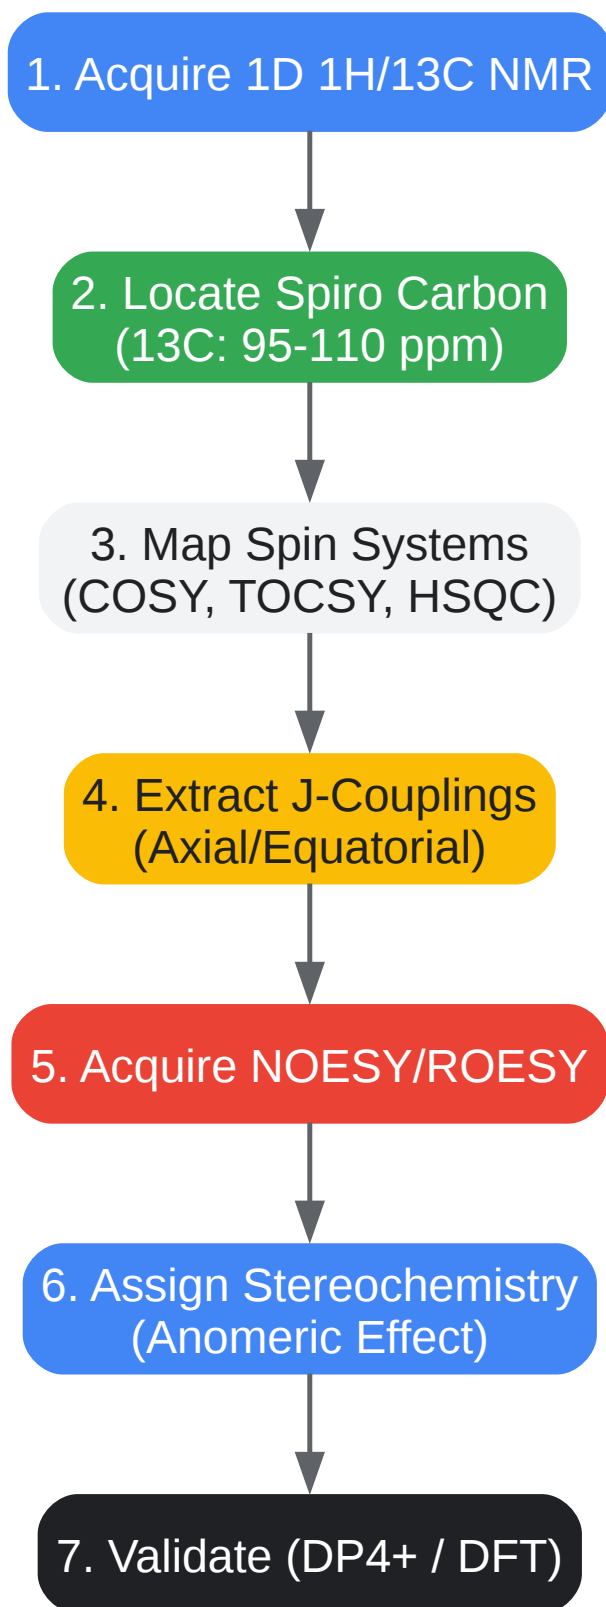 1. Acquire 1D 1H/13C NMR
2. Locate Spiro Carbon
(13C: 95-110 ppm)
3. Map Spin Systems
(COSY, TOCSY, HSQC)
4. Extract J-Couplings
(Axial/Equatorial)
5. Acquire NOESY/ROESY
6. Assign Stereochemistry
(Anomeric Effect)
7. Validate (DP4+ / DFT)